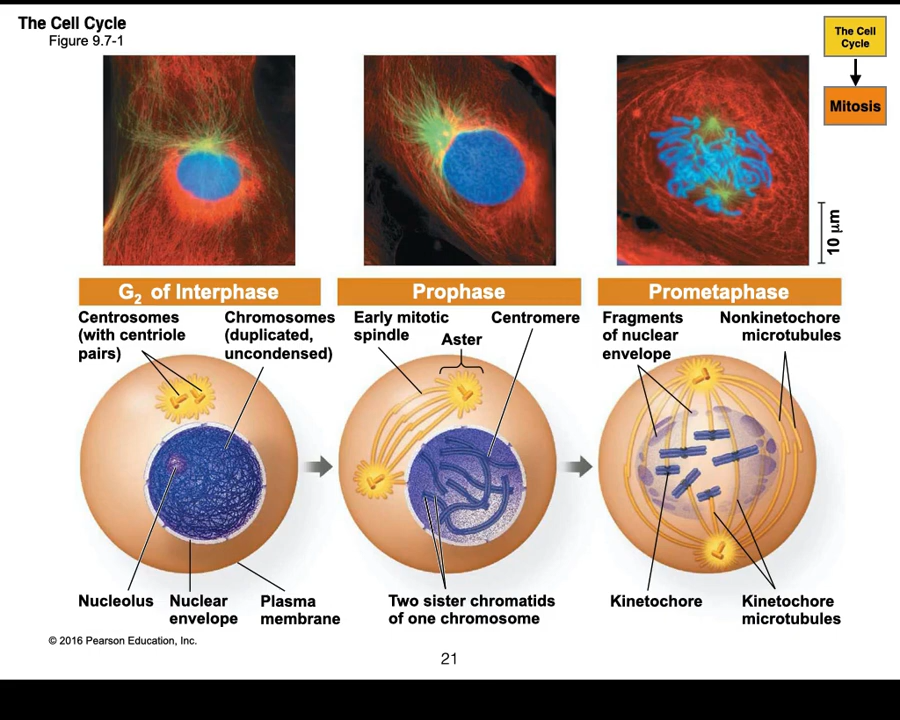 The Cell Cycle
Figure 9.7-1
The Cell
Cycle
Mitosis
10 µm
G₂ of Interphase
Prophase
Prometaphase
Centrosomes
(with centriole
pairs)
Chromosomes
(duplicated,
uncondensed)
Early mitotic
spindle
Aster
Centromere
Fragments
of nuclear
envelope
Nonkinetochore
microtubules
Nucleolus
Nuclear
envelope
Plasma
membrane
Two sister chromatids
of one chromosome
Kinetochore
Kinetochore
microtubules
© 2016 Pearson Education, Inc.
21